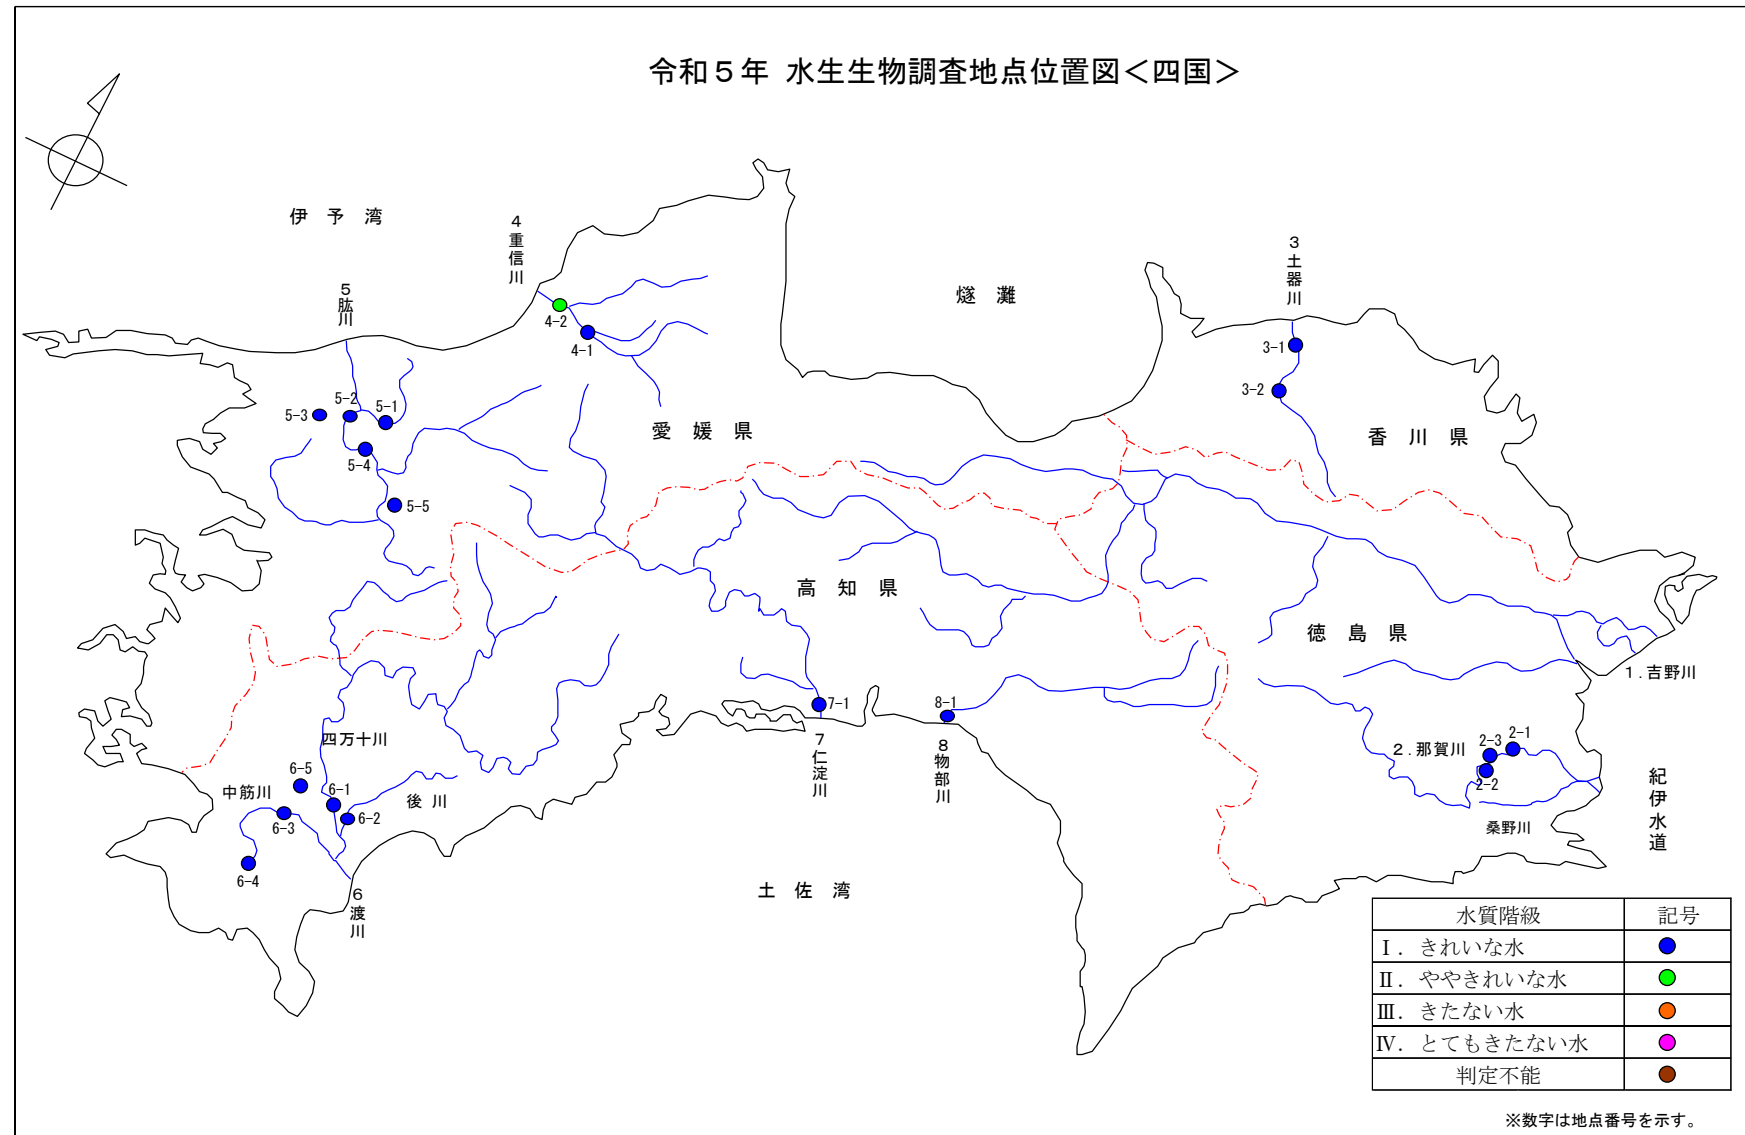 令和５年 水生生物調査地点位置図＜四国＞
伊予湾
４重信川
５肱川
燧灘
３土器川
4-2
4-1
3-1
3-2
5-3
5-2
5-1
5-4
5-5
愛媛県
香川県
高知県
徳島県
１.吉野川
四万十川
中筋川
後川
6-5
6-1
6-2
6-3
6-4
６渡川
7-1
７仁淀川
8-1
８物部川
２.那賀川
2-3
2-1
2-2
桑野川
紀伊水道
土佐湾
水質階級 記号
Ⅰ. きれいな水
Ⅱ. ややきれいな水
Ⅲ. きたない水
Ⅳ. とてもきたない水
判定不能
※数字は地点番号を示す。